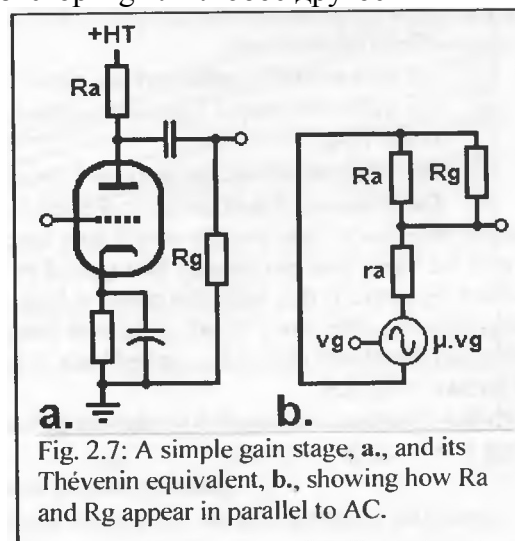 +HT
Ra
Rg
a.
Ra
Rg
ra
vg
µ.vg
b.
Fig. 2.7: A simple gain stage, a., and its
Thévenin equivalent, b., showing how Ra
and Rg appear in parallel to AC.